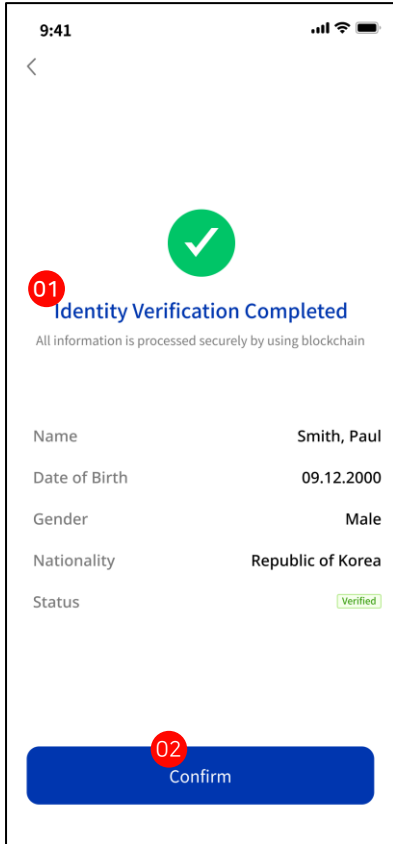 9:41
01
Identity Verification Completed
All information is processed securely by using blockchain
Name Smith, Paul
Date of Birth 09.12.2000
Gender Male
Nationality Republic of Korea
Status Verified
02
Confirm